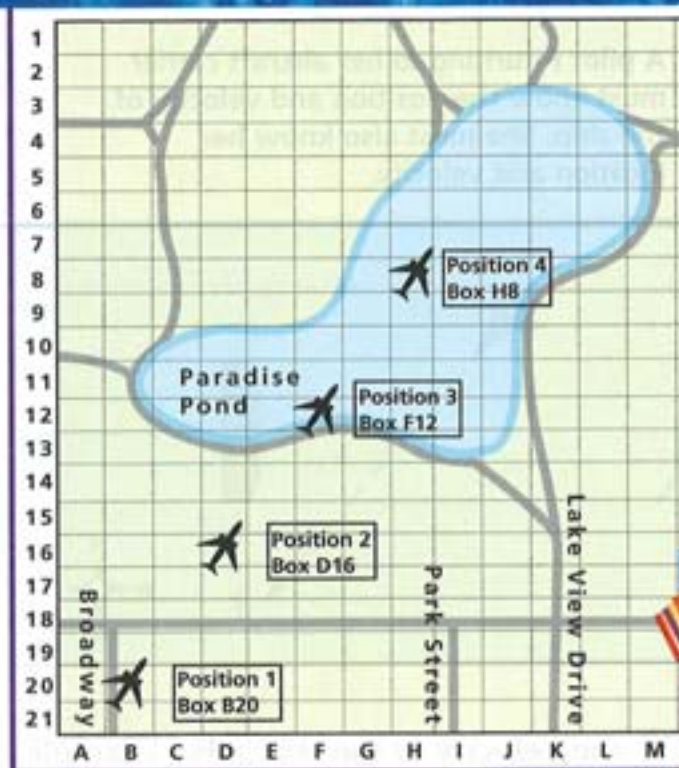 1
2
3
4
5
6
7
8
Position 4
Box H8
9
10
11
Paradise
Pond
Position 3
Box F12
12
13
14
15
Position 2
Box D16
16
17
18
19
Position 1
Box B20
20
21
Broadway
Park Street
Lake View Drive
A B C D E F G H I J K L M